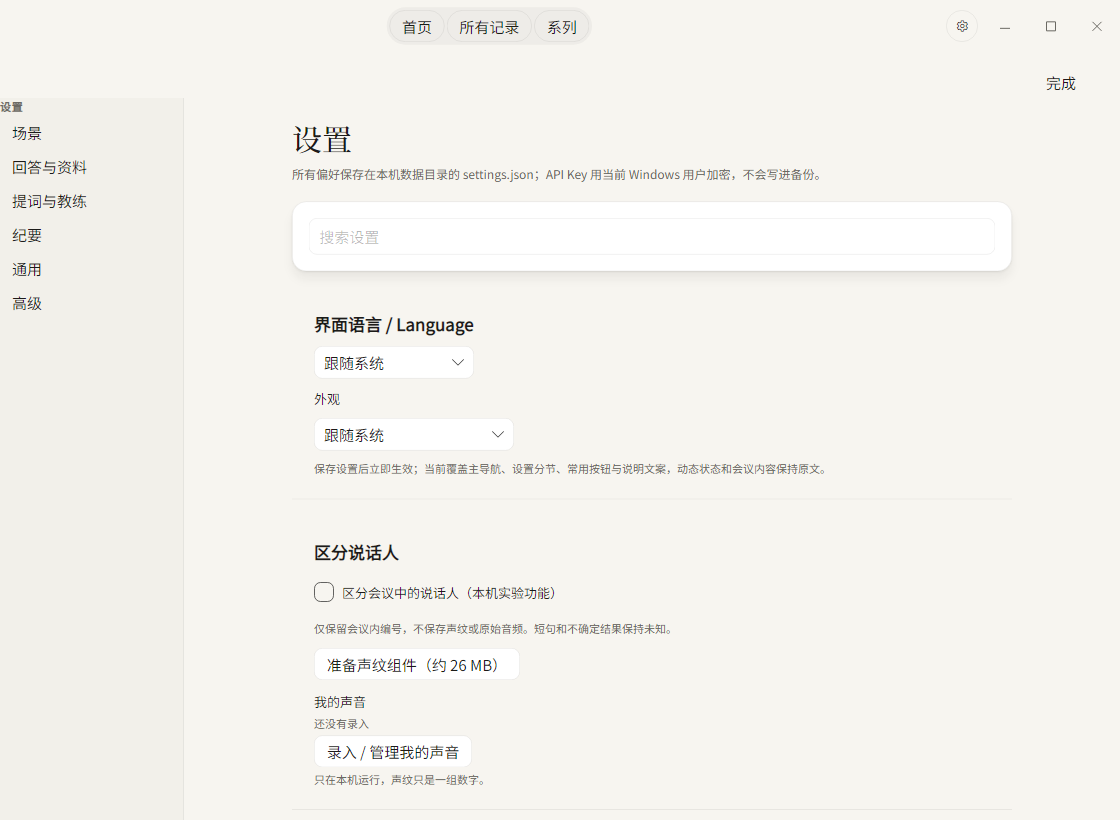 首页 所有记录 系列
完成
设置
场景
回答与资料
提词与教练
纪要
通用
高级
设置
所有偏好保存在本机数据目录的 settings.json；API Key 用当前 Windows 用户加密，不会写进备份。
搜索设置
界面语言 / Language
跟随系统
外观
跟随系统
保存设置后立即生效；当前覆盖主导航、设置分节、常用按钮与说明文案，动态状态和会议内容保持原文。
区分说话人
区分会议中的说话人（本机实验功能）
仅保留会议内编号，不保存声纹或原始音频。短句和不确定结果保持未知。
准备声纹组件（约 26 MB）
我的声音
还没有录入
录入 / 管理我的声音
只在本机运行，声纹只是一组数字。